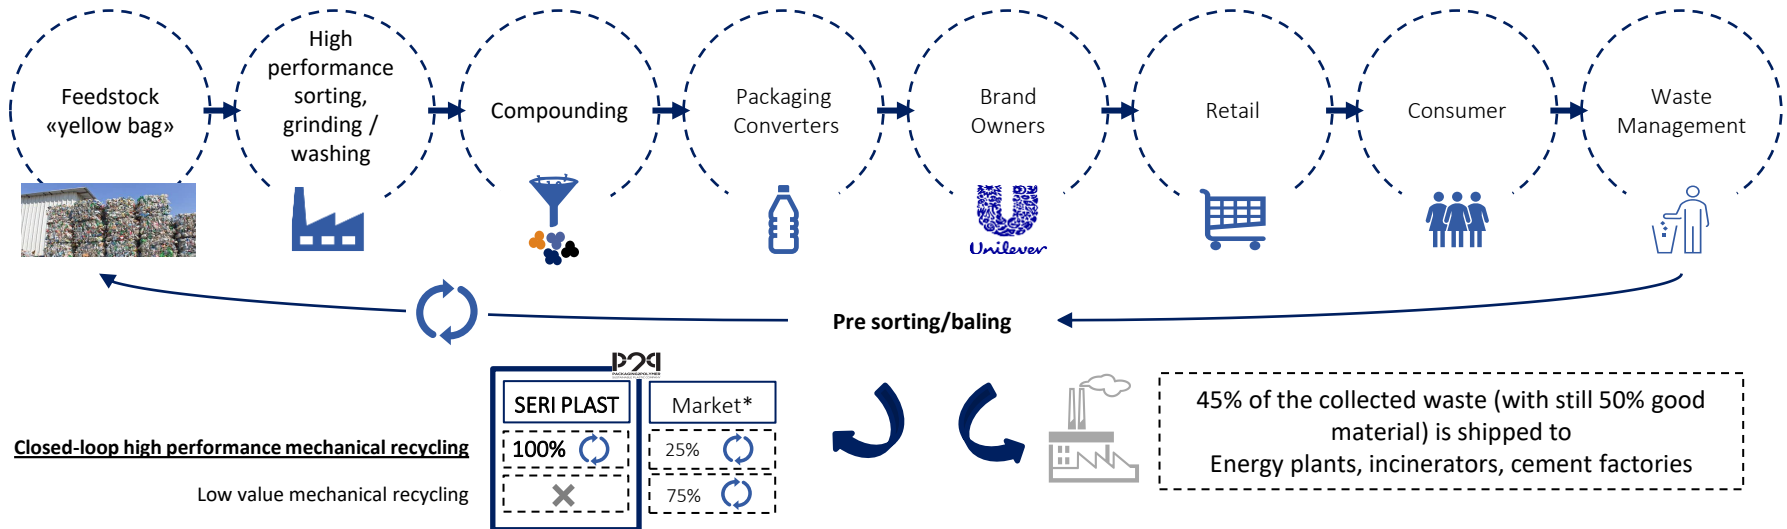 Feedstock
«yellow bag»
High
performance
sorting,
grinding /
washing
Compounding
Packaging
Converters
Brand
Owners
Retail
Consumer
Waste
Management
Unilever
Pre sorting/baling
P2P
PACKAGING2POLYMER
SERI PLAST
Market*
Closed-loop high performance mechanical recycling
100%
25%
Low value mechanical recycling
75%
45% of the collected waste (with still 50% good
material) is shipped to
Energy plants, incinerators, cement factories